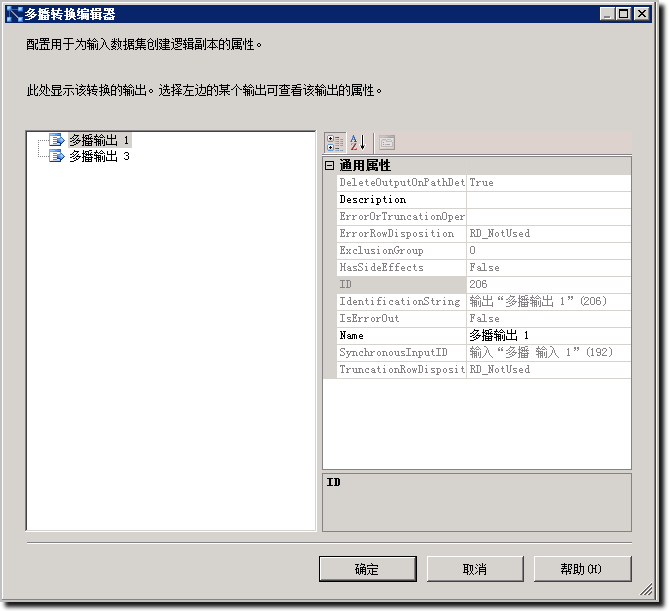 多播转换编辑器
配置用于为输入数据集创建逻辑副本的属性。
此处显示该转换的输出。选择左边的某个输出可查看该输出的属性。
多播输出 1
多播输出 3
通用属性
DeleteOutputOnPathDet True
Description
ErrorOrTruncationOper
ErrorRowDisposition RD_NotUsed
ExclusionGroup 0
HasSideEffects False
ID 206
IdentificationString 输出“多播输出 1”(206)
IsErrorOut False
Name 多播输出 1
SynchronousInputID 输入“多播 输入 1”(192)
TruncationRowDisposit RD_NotUsed
ID
确定 取消 帮助(H)